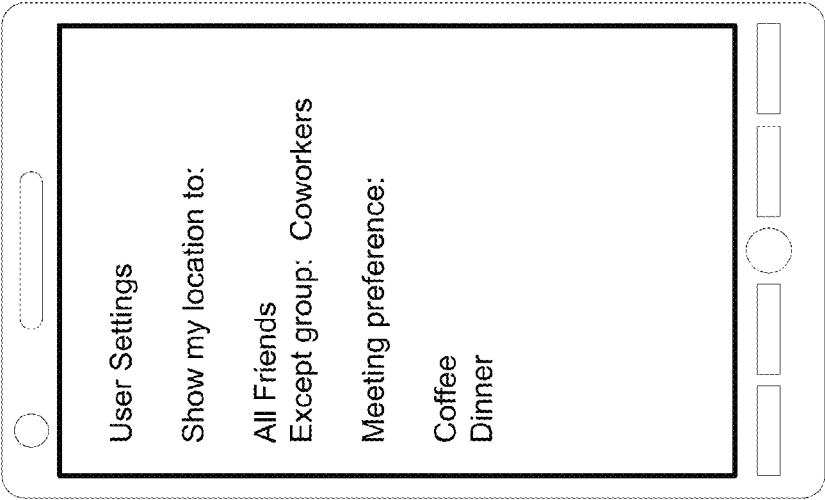 User Settings
Show my location to:
All Friends
Except group: Coworkers
Meeting preference:
Coffee
Dinner